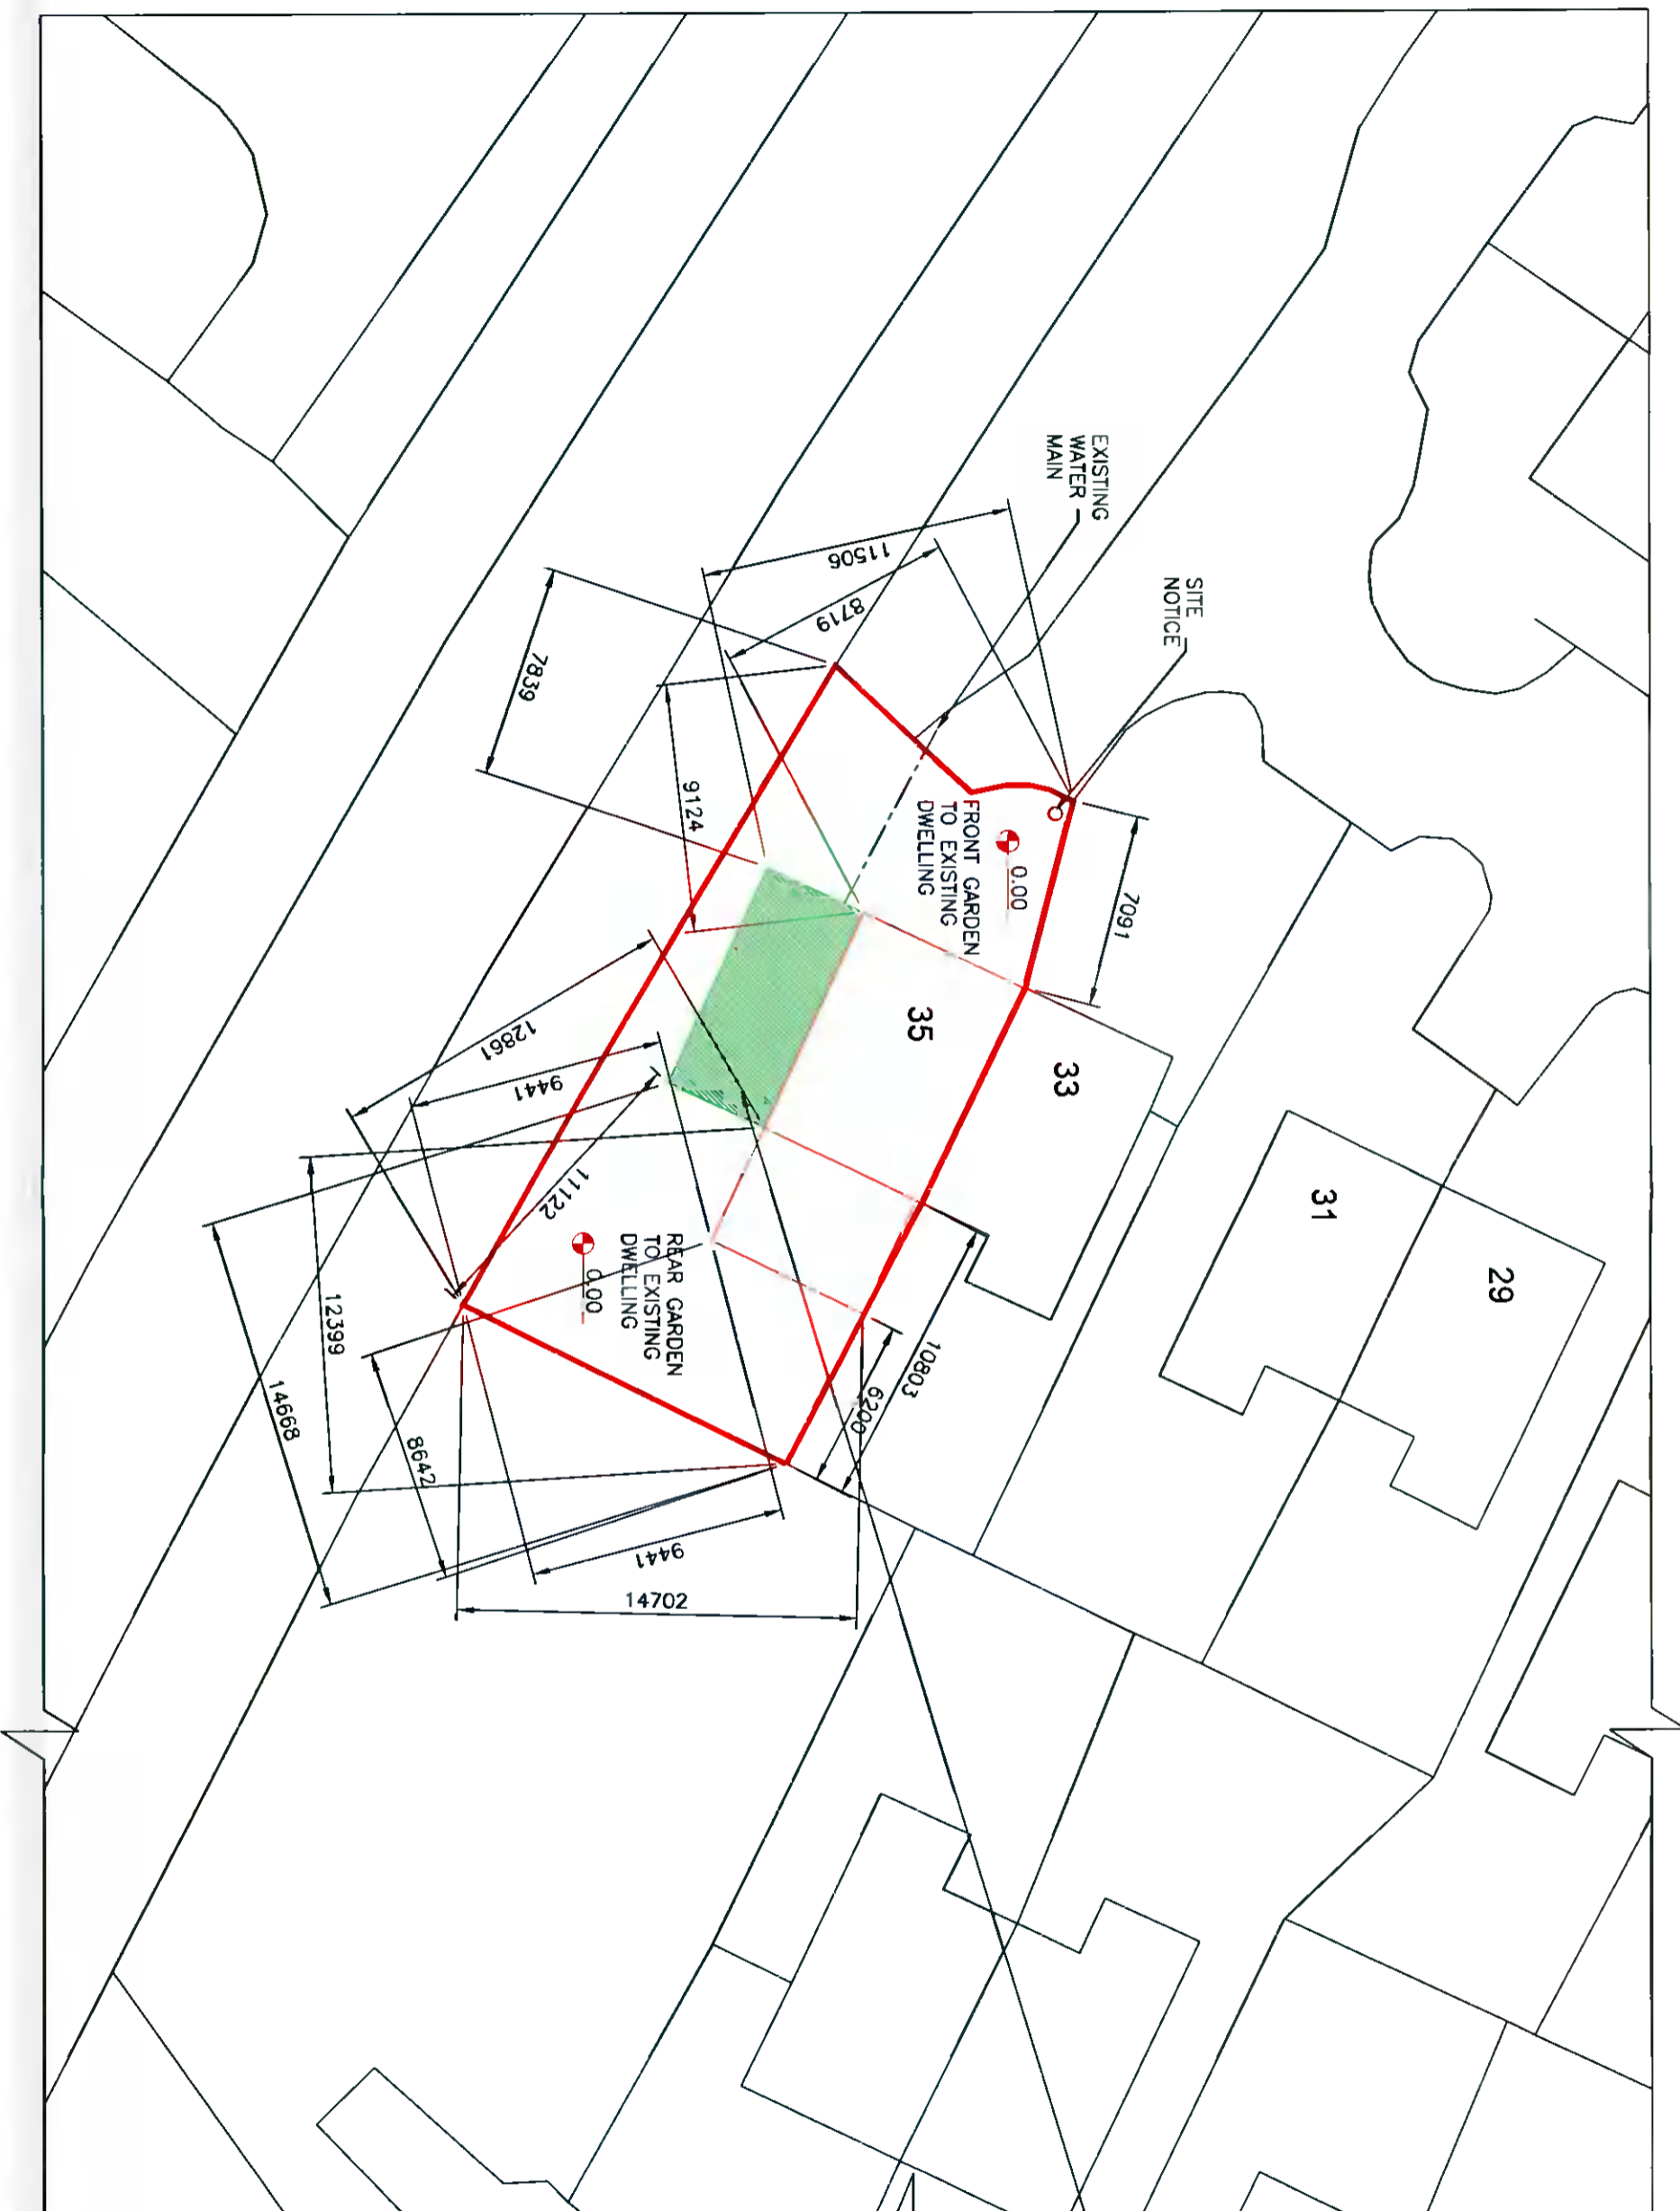 EXISTING
WATER
MAIN
SITE
NOTICE
11506
8719
7839
9124
FRONT GARDEN
TO EXISTING
DWELLING
0.00
7091
35
33
31
29
12861
9441
11122
REAR GARDEN
TO EXISTING
DWELLING
0.00
10803
6200
12399
14668
8642
9441
14702